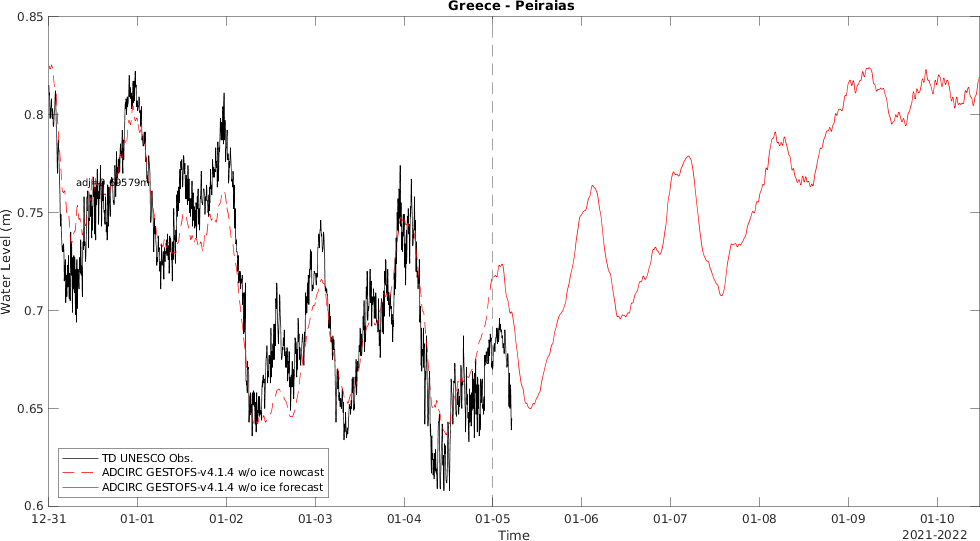 Greece - Peiraias
Water Level (m)
0.85
0.8
0.75
0.7
0.65
0.6
TD UNESCO Obs.
ADCIRC GESTOFS-v4.1.4 w/o ice nowcast
ADCIRC GESTOFS-v4.1.4 w/o ice forecast
12-31 01-01 01-02 01-03 01-04 01-05 01-06 01-07 01-08 01-09 01-10
Time
2021-2022